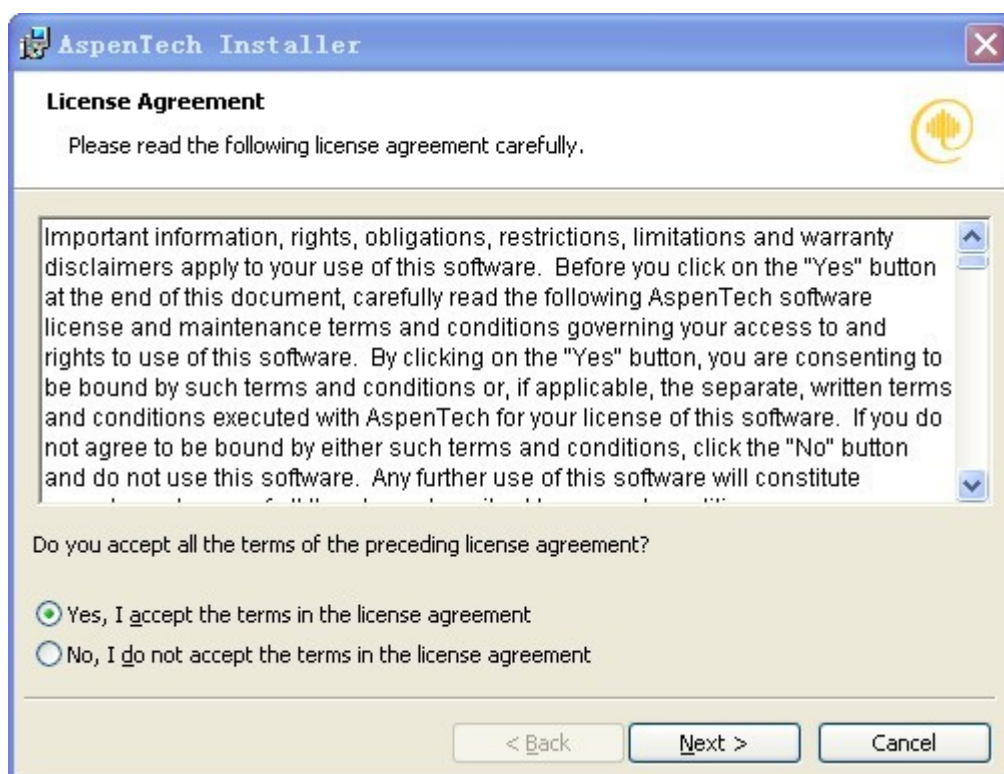 AspenTech Installer
License Agreement
Please read the following license agreement carefully.
Important information, rights, obligations, restrictions, limitations and warranty
disclaimers apply to your use of this software.  Before you click on the "Yes" button
at the end of this document, carefully read the following AspenTech software
license and maintenance terms and conditions governing your access to and
rights to use of this software.  By clicking on the "Yes" button, you are consenting to
be bound by such terms and conditions or, if applicable, the separate, written terms
and conditions executed with AspenTech for your license of this software.  If you do
not agree to be bound by either such terms and conditions, click the "No" button
and do not use this software.  Any further use of this software will constitute
Do you accept all the terms of the preceding license agreement?
Yes, I accept the terms in the license agreement
No, I do not accept the terms in the license agreement
< Back
Next >
Cancel